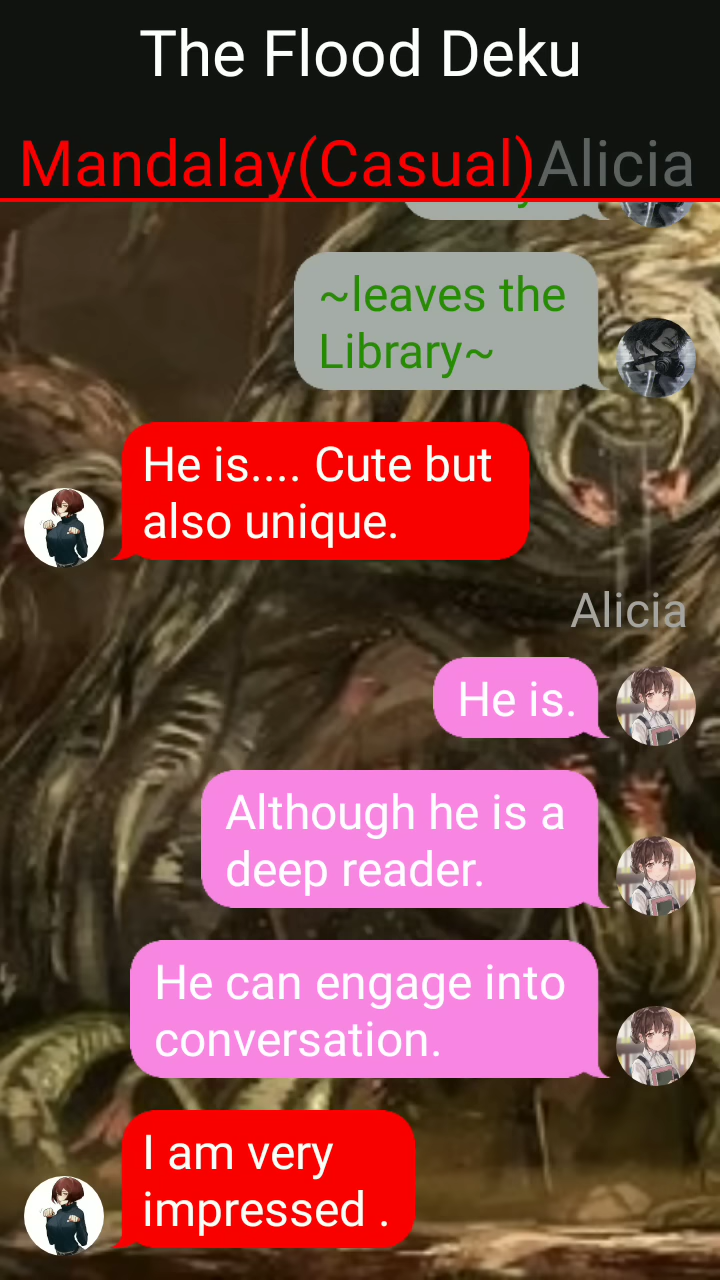 The Flood Deku
Mandalay(Casual)Alicia
~leaves the
Library~
He is.... Cute but
also unique.
Alicia
He is.
Although he is a
deep reader.
He can engage into
conversation.
I am very
impressed .